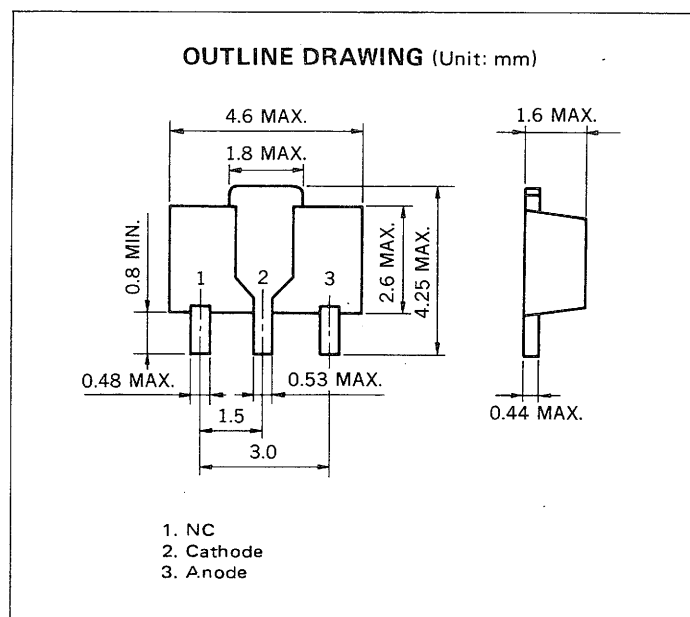 OUTLINE DRAWING (Unit: mm)
4.6 MAX.
1.6 MAX.
1.8 MAX.
0.8 MIN.
1
2
3
2.6 MAX.
4.25 MAX.
0.48 MAX.
0.53 MAX.
0.44 MAX.
1.5
3.0
1. NC
2. Cathode
3. Anode